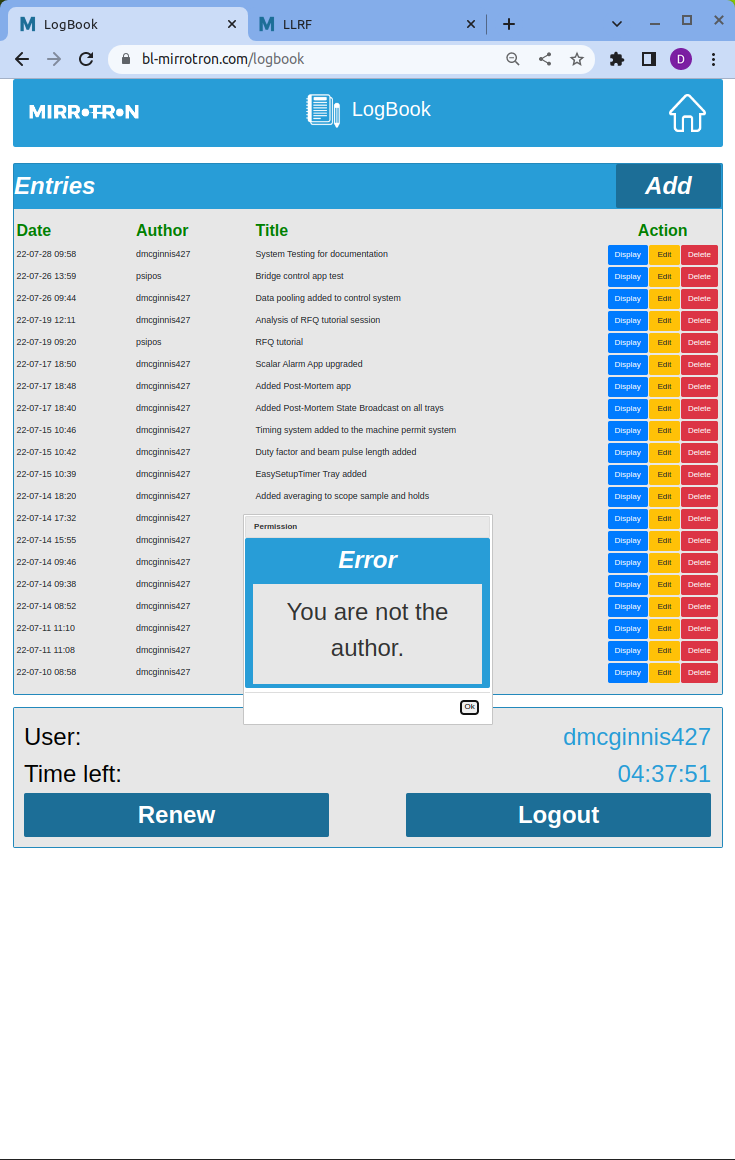 LogBook LLRF
bl-mirrotron.com/logbook D
MIRROTRON LogBook
Entries Add
Date Author Title Action
22-07-28 09:58 dmcginnis427 System Testing for documentation Display Edit Delete
22-07-26 13:59 psipos Bridge control app test Display Edit Delete
22-07-26 09:44 dmcginnis427 Data pooling added to control system Display Edit Delete
22-07-19 12:11 dmcginnis427 Analysis of RFQ tutorial session Display Edit Delete
22-07-19 09:20 psipos RFQ tutorial Display Edit Delete
22-07-17 18:50 dmcginnis427 Scalar Alarm App upgraded Display Edit Delete
22-07-17 18:48 dmcginnis427 Added Post-Mortem app Display Edit Delete
22-07-17 18:40 dmcginnis427 Added Post-Mortem State Broadcast on all trays Display Edit Delete
22-07-15 10:46 dmcginnis427 Timing system added to the machine permit system Display Edit Delete
22-07-15 10:42 dmcginnis427 Duty factor and beam pulse length added Display Edit Delete
22-07-15 10:39 dmcginnis427 EasySetupTimer Tray added Display Edit Delete
22-07-14 18:20 dmcginnis427 Added averaging to scope sample and holds Display Edit Delete
22-07-14 17:32 dmcginnis427 Display Edit Delete
22-07-14 15:55 dmcginnis427 Display Edit Delete
22-07-14 09:46 dmcginnis427 Display Edit Delete
22-07-14 09:38 dmcginnis427 Display Edit Delete
22-07-14 08:52 dmcginnis427 Display Edit Delete
22-07-11 11:10 dmcginnis427 Display Edit Delete
22-07-11 11:08 dmcginnis427 Display Edit Delete
22-07-10 08:58 dmcginnis427 Display Edit Delete
Permission
Error
You are not the
author.
Ok
User: dmcginnis427
Time left: 04:37:51
Renew Logout